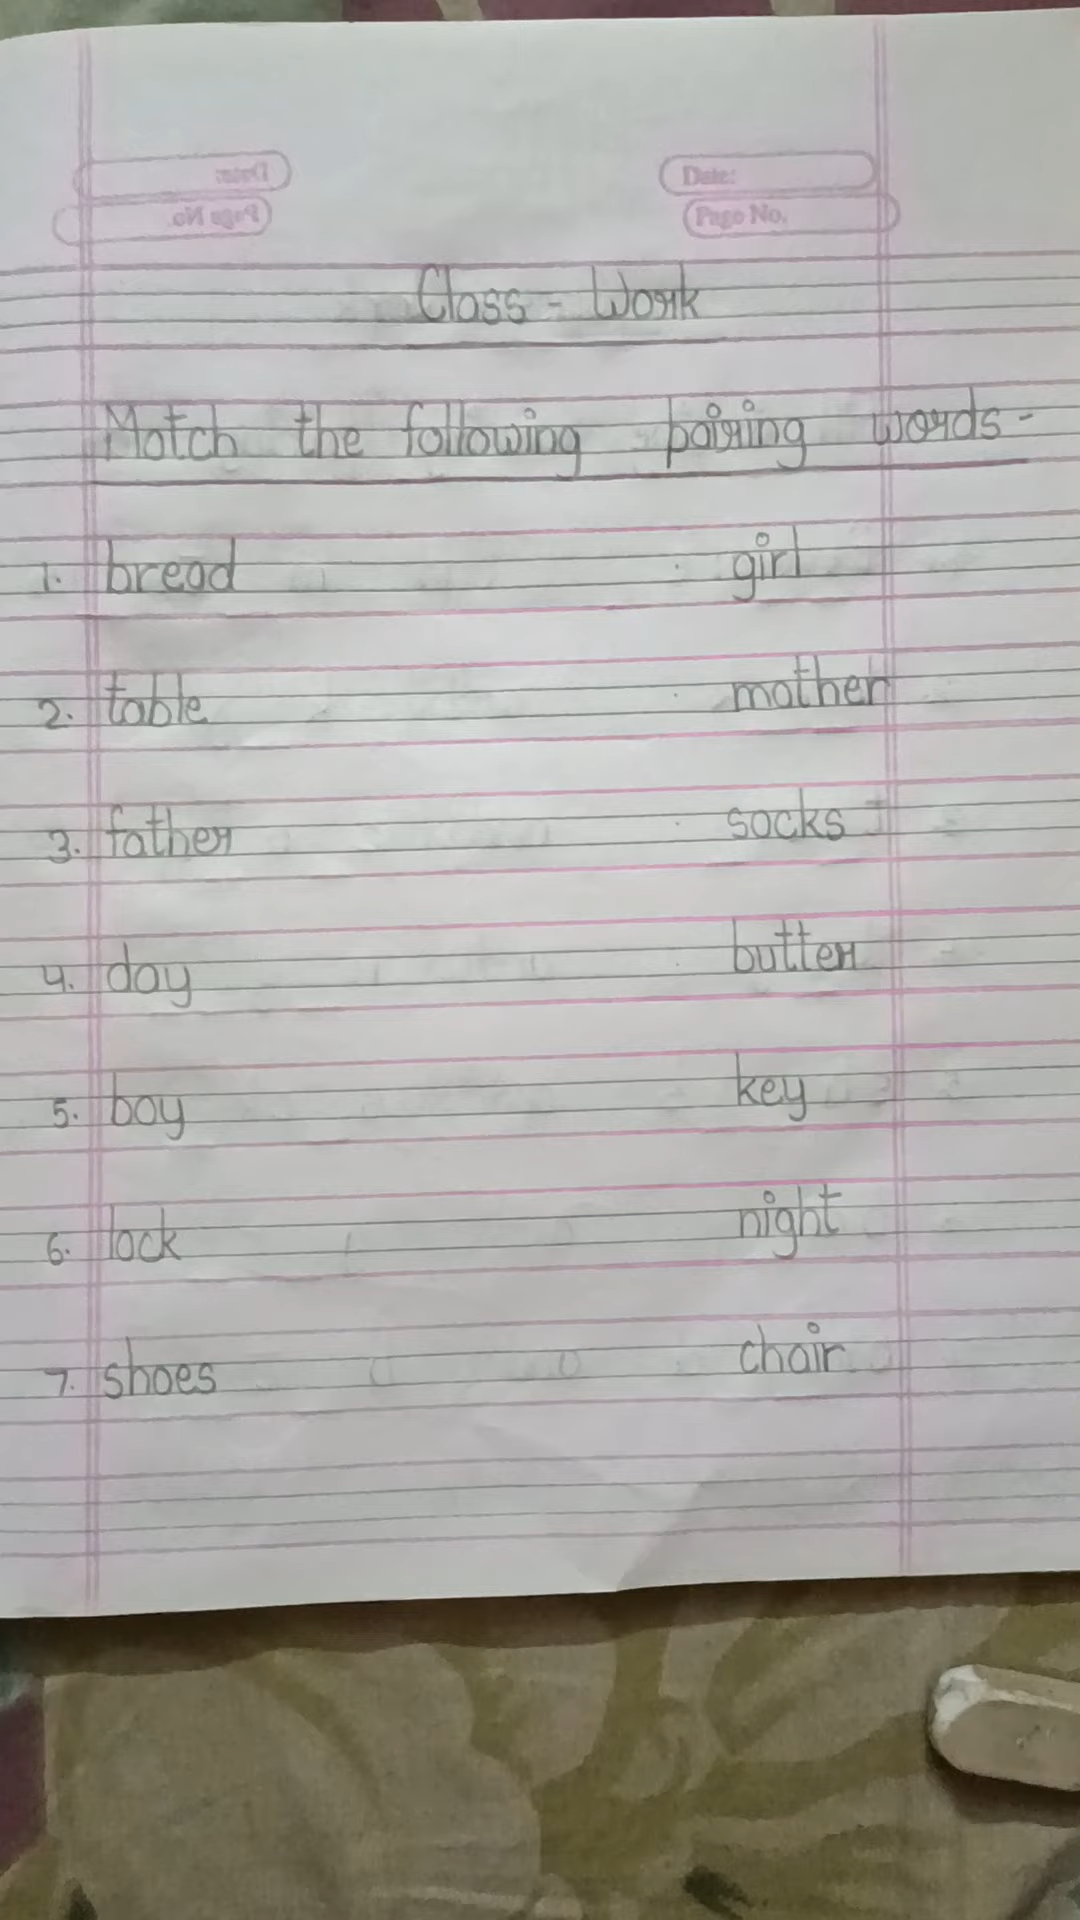 Date:
Page No.
Class - Work
Match the following pairing words -
1. bread girl
2. table mother
3. father socks
4. day butter
5. boy key
6. lock night
7. shoes chair